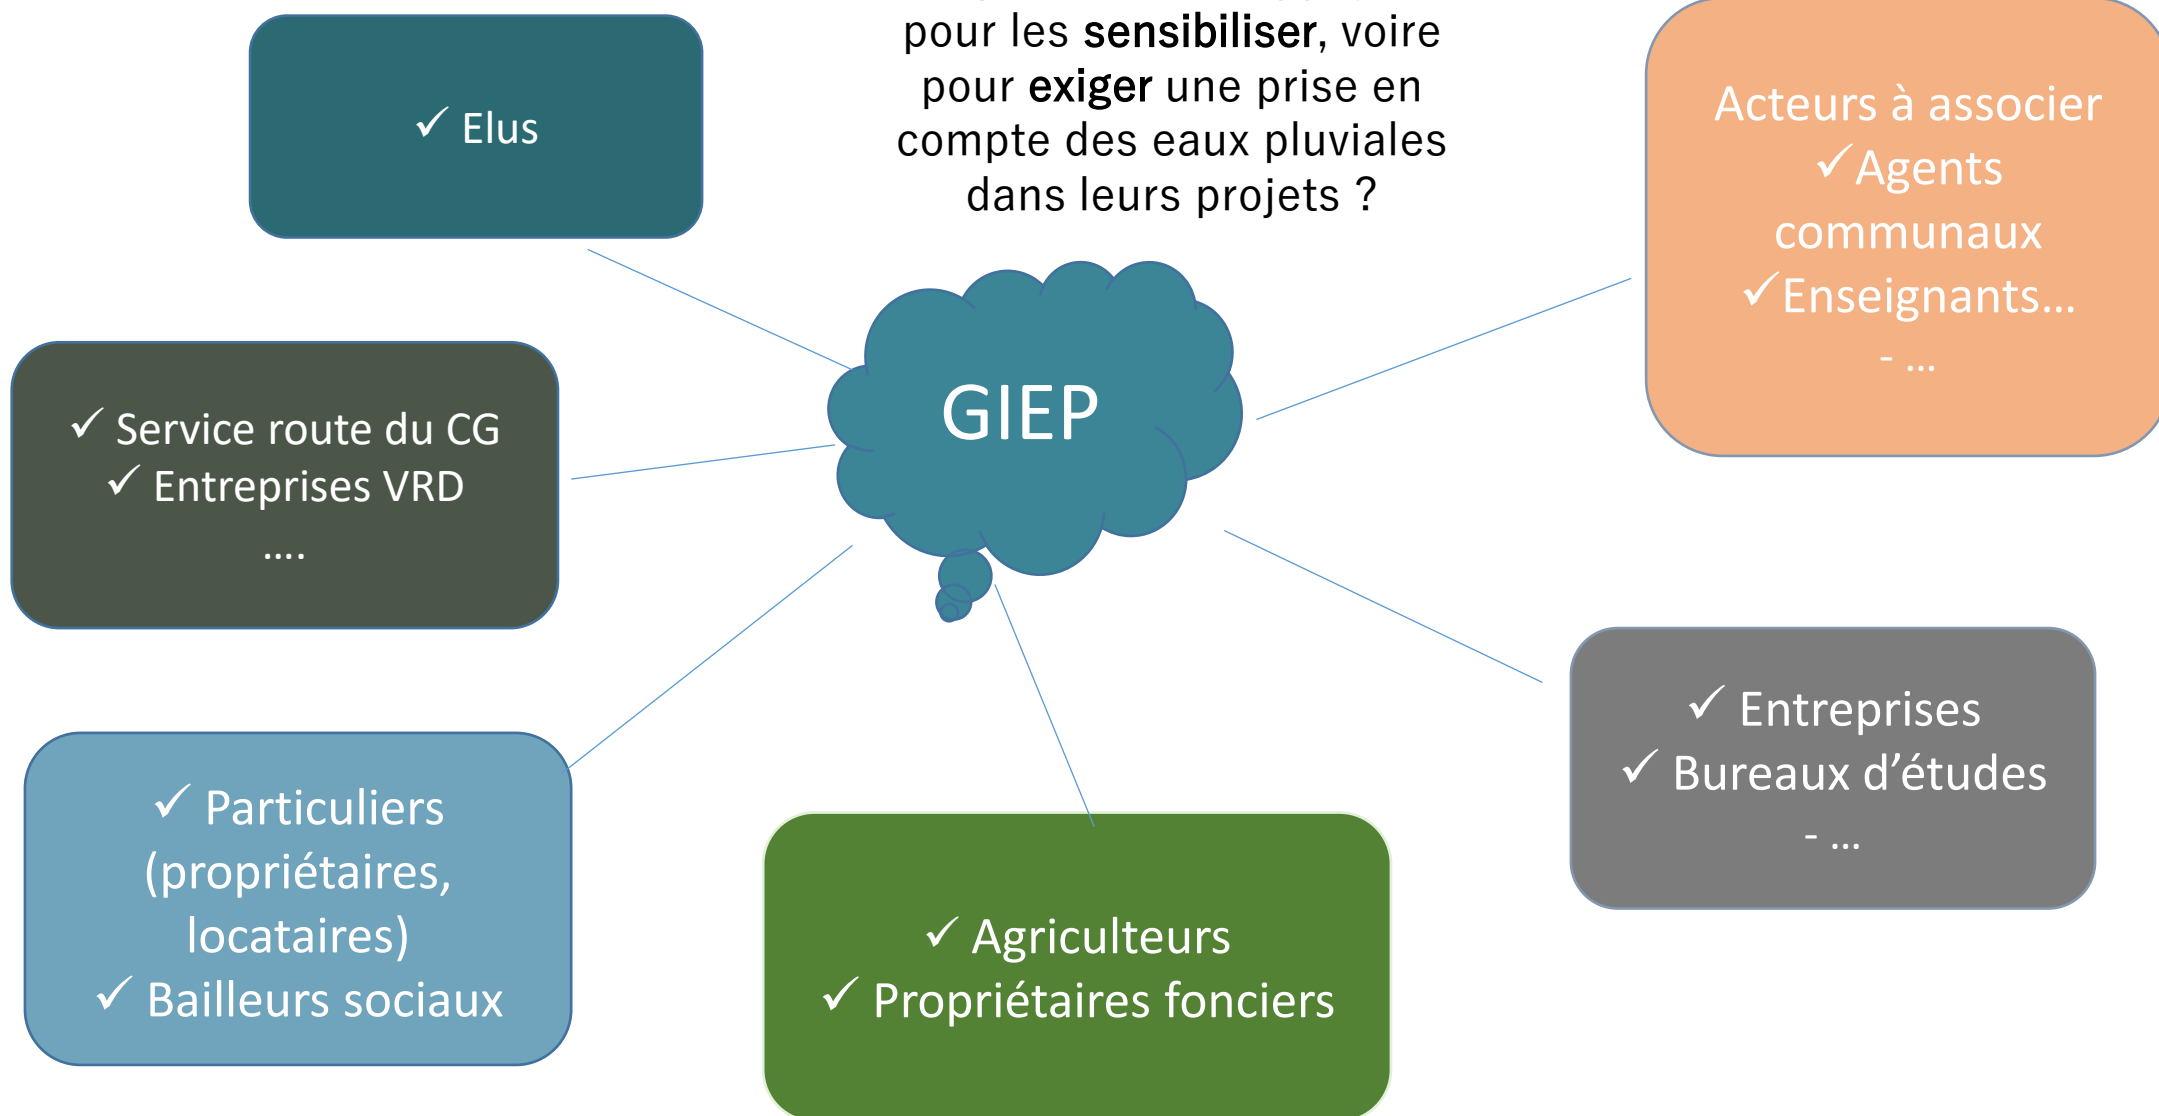 pour les sensibiliser, voire
pour exiger une prise en
compte des eaux pluviales
dans leurs projets ?
✓ Elus
Acteurs à associer
✓Agents
communaux
✓Enseignants...
- ...
GIEP
✓ Service route du CG
✓ Entreprises VRD
....
✓ Entreprises
✓ Bureaux d’études
- ...
✓ Particuliers
(propriétaires,
locataires)
✓ Bailleurs sociaux
✓ Agriculteurs
✓ Propriétaires fonciers